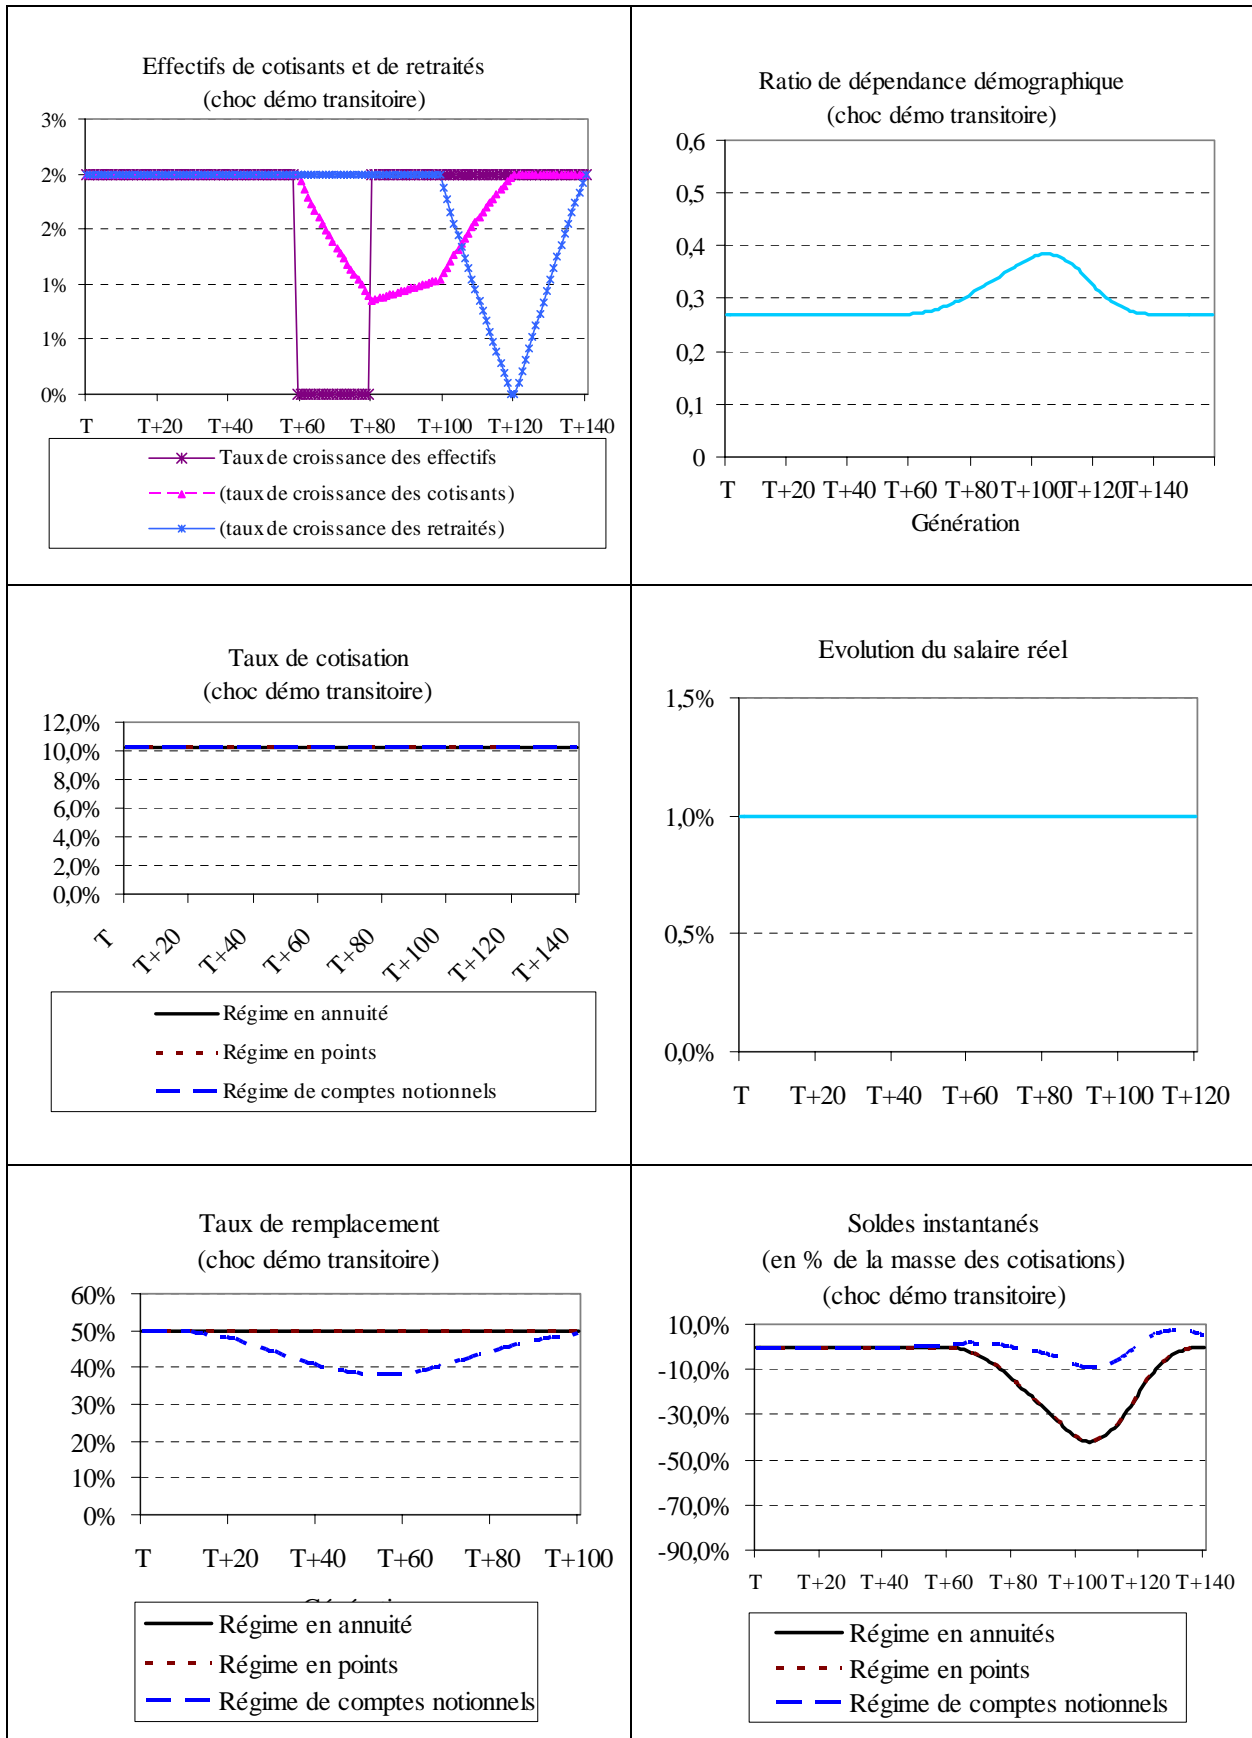 Effectifs de cotisants et de retraités
(choc démo transitoire)
3%
2%
2%
1%
1%
0%
T T+20 T+40 T+60 T+80 T+100 T+120 T+140
Taux de croissance des effectifs
(taux de croissance des cotisants)
(taux de croissance des retraités)
Ratio de dépendance démographique
(choc démo transitoire)
0,6
0,5
0,4
0,3
0,2
0,1
0
T T+20 T+40 T+60 T+80 T+100 T+120 T+140
Génération
Taux de cotisation
(choc démo transitoire)
12,0%
10,0%
8,0%
6,0%
4,0%
2,0%
0,0%
T T+20 T+40 T+60 T+80 T+100 T+120 T+140
Régime en annuité
Régime en points
Régime de comptes notionnels
Evolution du salaire réel
1,5%
1,0%
0,5%
0,0%
T T+20 T+40 T+60 T+80 T+100 T+120
Taux de remplacement
(choc démo transitoire)
60%
50%
40%
30%
20%
10%
0%
T T+20 T+40 T+60 T+80 T+100
Régime en annuité
Régime en points
Régime de comptes notionnels
Soldes instantanés
(en % de la masse des cotisations)
(choc démo transitoire)
10,0%
-10,0%
-30,0%
-50,0%
-70,0%
-90,0%
T T+20 T+40 T+60 T+80 T+100 T+120 T+140
Régime en annuités
Régime en points
Régime de comptes notionnels